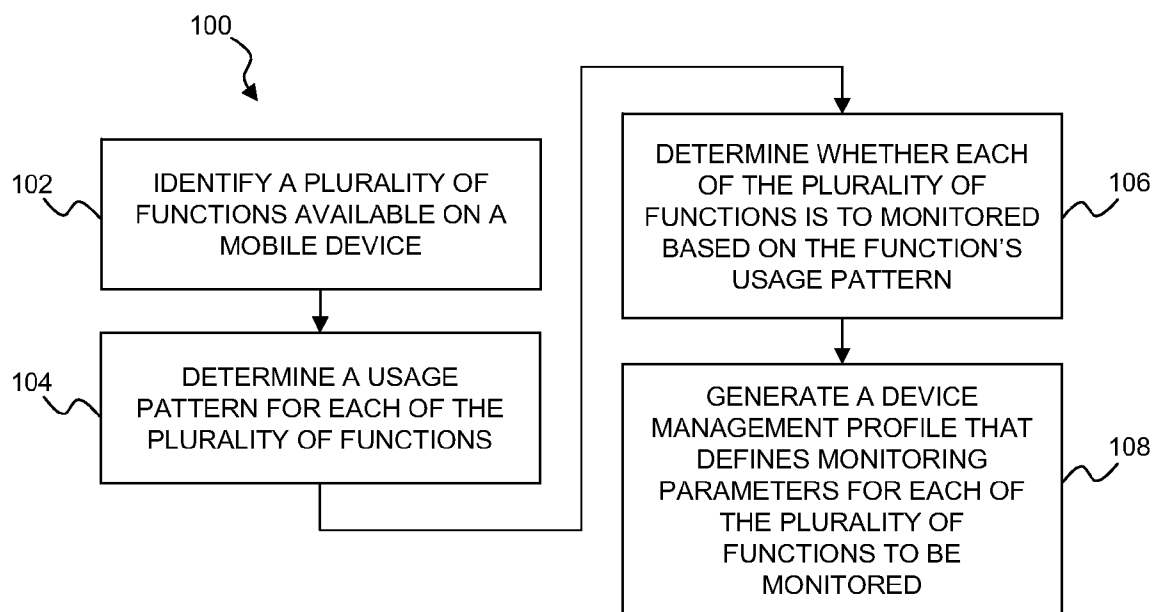 100
102
IDENTIFY A PLURALITY OF
FUNCTIONS AVAILABLE ON A
MOBILE DEVICE
104
DETERMINE A USAGE
PATTERN FOR EACH OF THE
PLURALITY OF FUNCTIONS
DETERMINE WHETHER EACH
OF THE PLURALITY OF
FUNCTIONS IS TO MONITORED
BASED ON THE FUNCTION'S
USAGE PATTERN
106
GENERATE A DEVICE
MANAGEMENT PROFILE THAT
DEFINES MONITORING
PARAMETERS FOR EACH OF
THE PLURALITY OF
FUNCTIONS TO BE
MONITORED
108